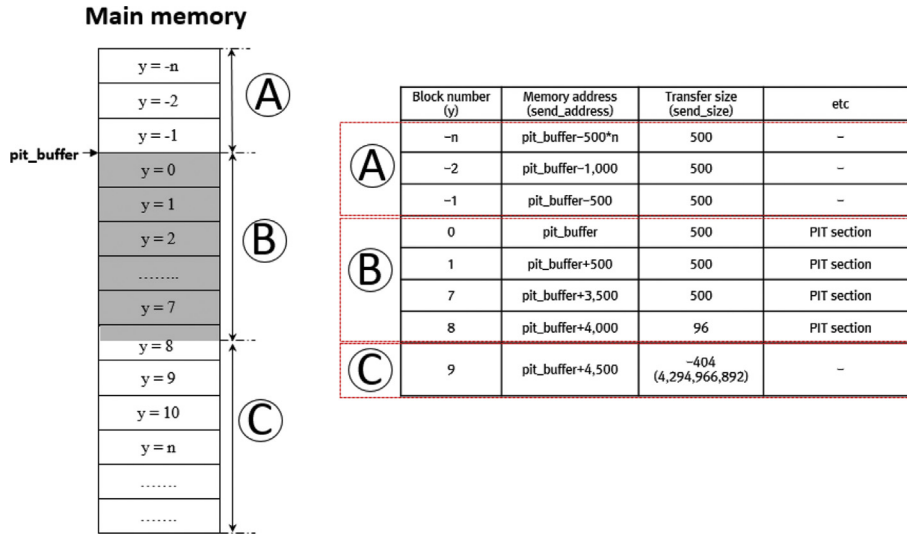 Main memory
y = -n
y = -2
y = -1
pit_buffer
y = 0
y = 1
y = 2
........
y = 7
y = 8
y = 9
y = 10
y = n
.......
.......
A
B
C
Block number (y) Memory address (send_address) Transfer size (send_size) etc
A
−n pit_buffer−500*n 500 −
−2 pit_buffer−1,000 500 −
−1 pit_buffer−500 500 −
B
0 pit_buffer 500 PIT section
1 pit_buffer+500 500 PIT section
7 pit_buffer+3,500 500 PIT section
8 pit_buffer+4,000 96 PIT section
C
9 pit_buffer+4,500 −404 (4,294,966,892) −